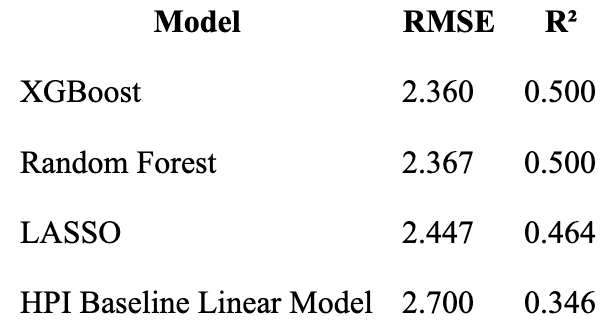 Model RMSE R²
XGBoost 2.360 0.500
Random Forest 2.367 0.500
LASSO 2.447 0.464
HPI Baseline Linear Model 2.700 0.346